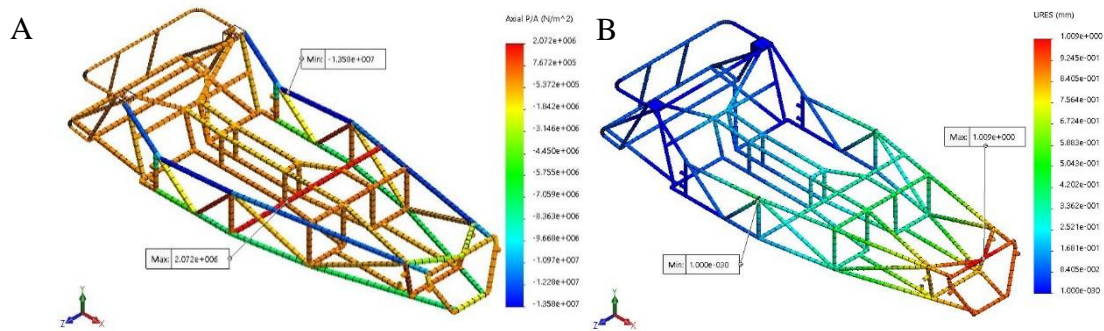 A
Axial P/A (N/m^2)
2.072e+006
7.672e+005
-5.372e+005
-1.842e+006
-3.146e+006
-4.450e+006
-5.755e+006
-7.059e+006
-8.363e+006
-9.668e+006
-1.097e+007
-1.227e+007
-1.358e+007
Min: -1.358e+007
Max: 2.072e+006
Y
Z
X
B
URES (mm)
1.009e+000
9.245e-001
8.405e-001
7.564e-001
6.724e-001
5.883e-001
5.043e-001
4.202e-001
3.362e-001
2.521e-001
1.681e-001
8.405e-002
1.000e-030
Max: 1.009e+000
Min: 1.000e-030
Y
Z
X